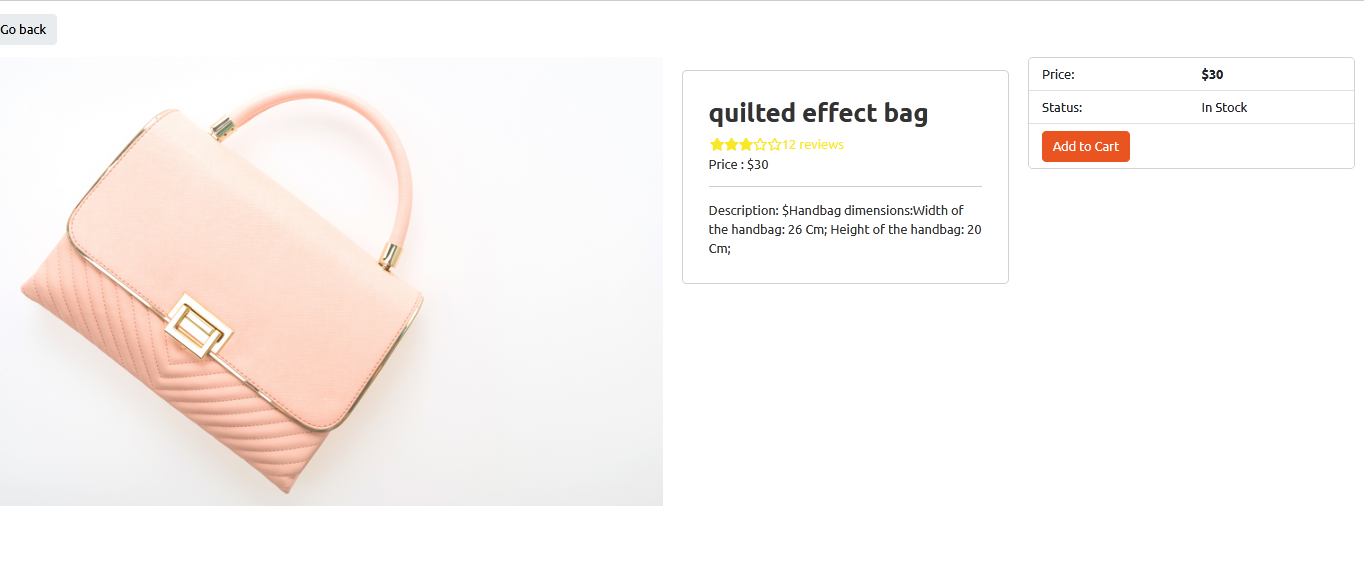 Go back
quilted effect bag
12 reviews
Price : $30
Description: $Handbag dimensions:Width of
the handbag: 26 Cm; Height of the handbag: 20
Cm;
Price: $30
Status: In Stock
Add to Cart